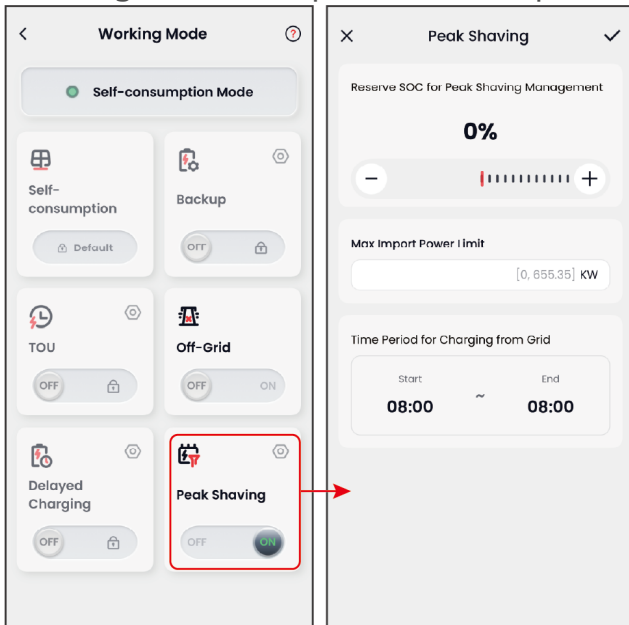 Working Mode
?
Self-consumption Mode
Self-
consumption
Default
Backup
OFF
TOU
OFF
Off-Grid
OFF
ON
Delayed
Charging
OFF
Peak Shaving
OFF
ON
Peak Shaving
Reserve SOC for Peak Shaving Management
0%
Max Import Power Limit
[0, 655.35] KW
Time Period for Charging from Grid
Start
End
08:00 ~ 08:00